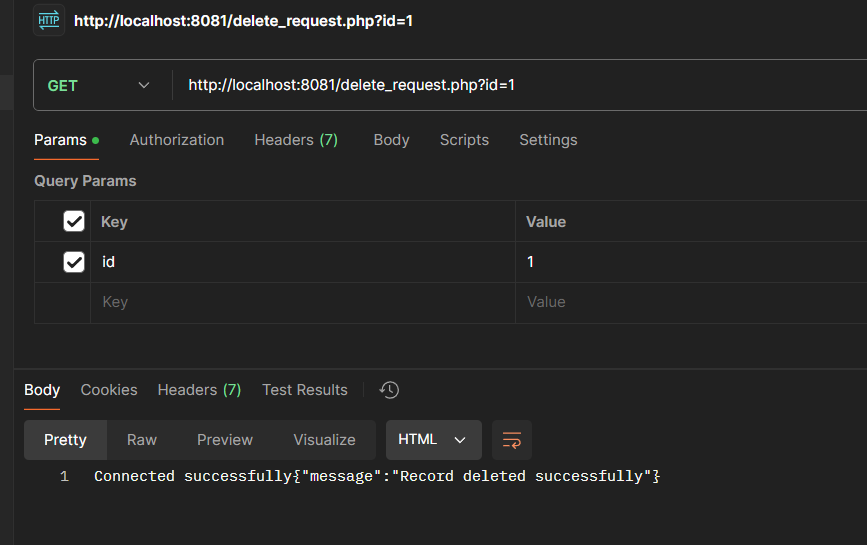 HTTP http://localhost:8081/delete_request.php?id=1
GET http://localhost:8081/delete_request.php?id=1
Params Authorization Headers (7) Body Scripts Settings
Query Params
Key Value
id 1
Key Value
Body Cookies Headers (7) Test Results
Pretty Raw Preview Visualize HTML
1 Connected successfully{"message":"Record deleted successfully"}